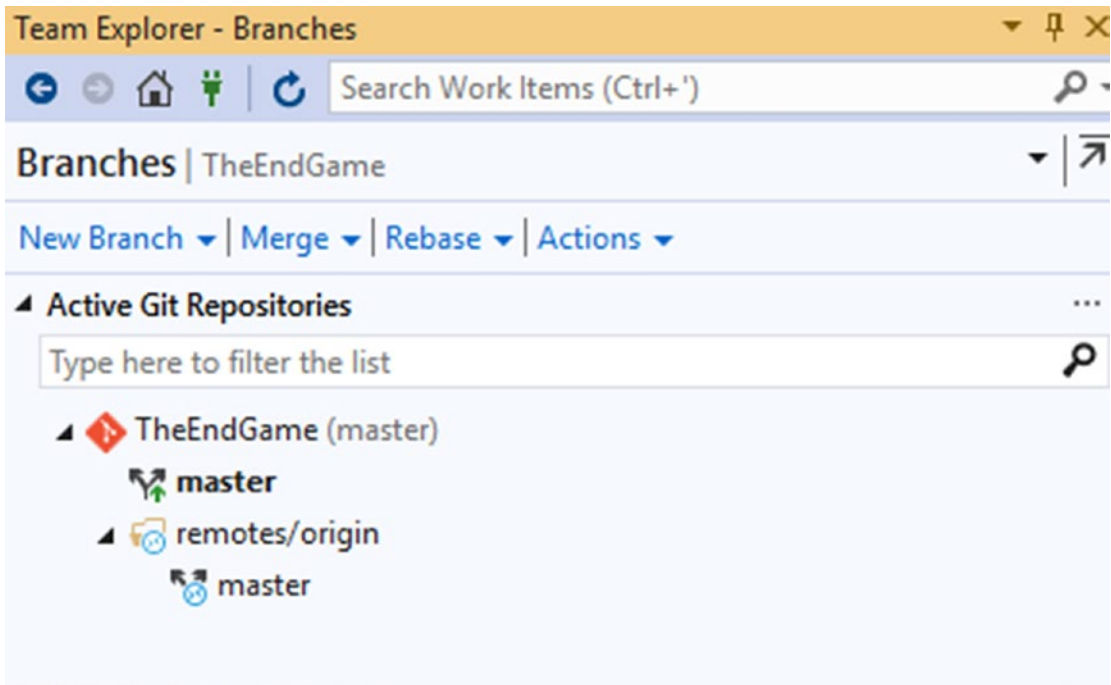 Team Explorer - Branches
Search Work Items (Ctrl+')
Branches | TheEndGame
New Branch | Merge | Rebase | Actions
Active Git Repositories
Type here to filter the list
TheEndGame (master)
master
remotes/origin
master